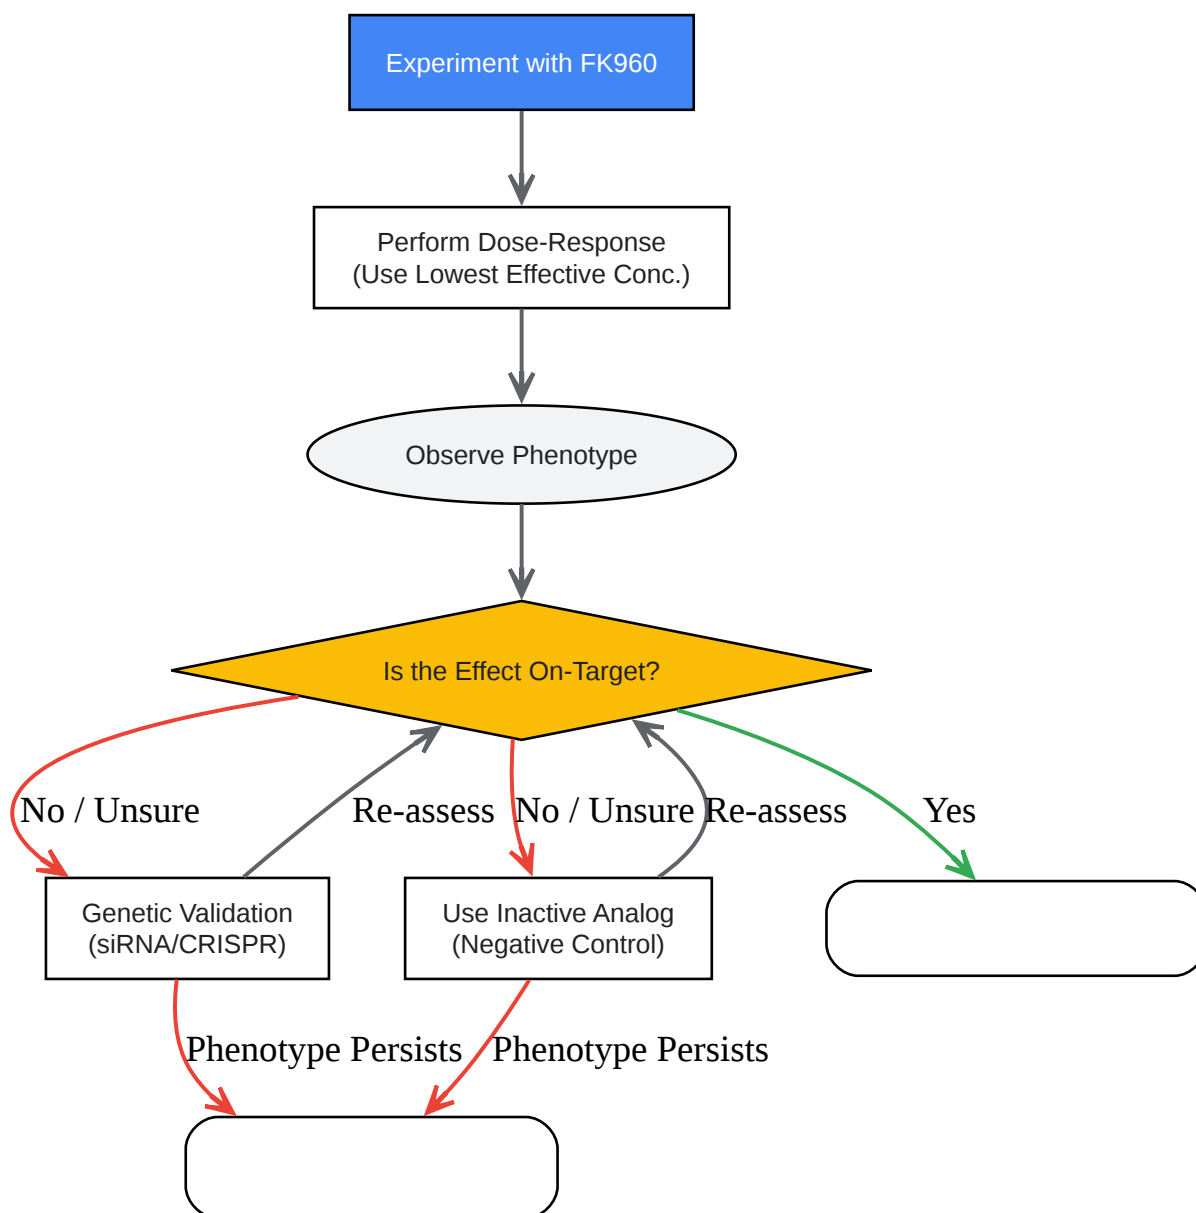 Experiment with FK960
Perform Dose-Response
(Use Lowest Effective Conc.)
Observe Phenotype
Is the Effect On-Target?
No / Unsure
Re-assess
No / Unsure
Re-assess
Yes
Genetic Validation
(siRNA/CRISPR)
Use Inactive Analog
(Negative Control)
Phenotype Persists
Phenotype Persists